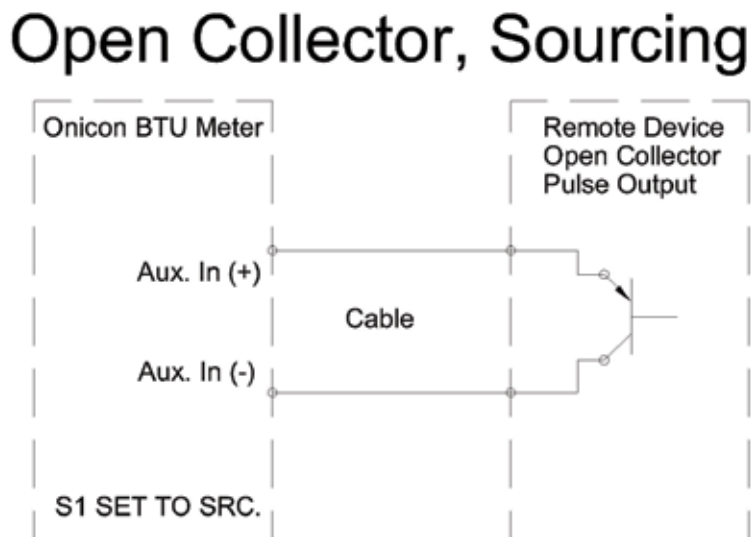 Open Collector, Sourcing
Onicon BTU Meter
Remote Device
Open Collector
Pulse Output
Aux. In (+)
Cable
Aux. In (-)
S1 SET TO SRC.